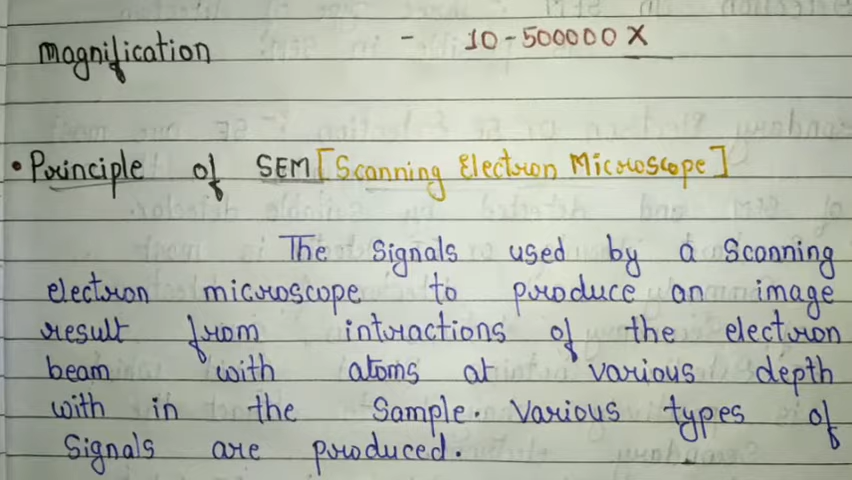 magnification - 10-500000 X
• Principle of SEM [Scanning Electron Microscope]
The Signals used by a Scanning
electron microscope to produce an image
result from intractions of the electron
beam with atoms at various depth
with in the Sample. Various types of
Signals are produced.